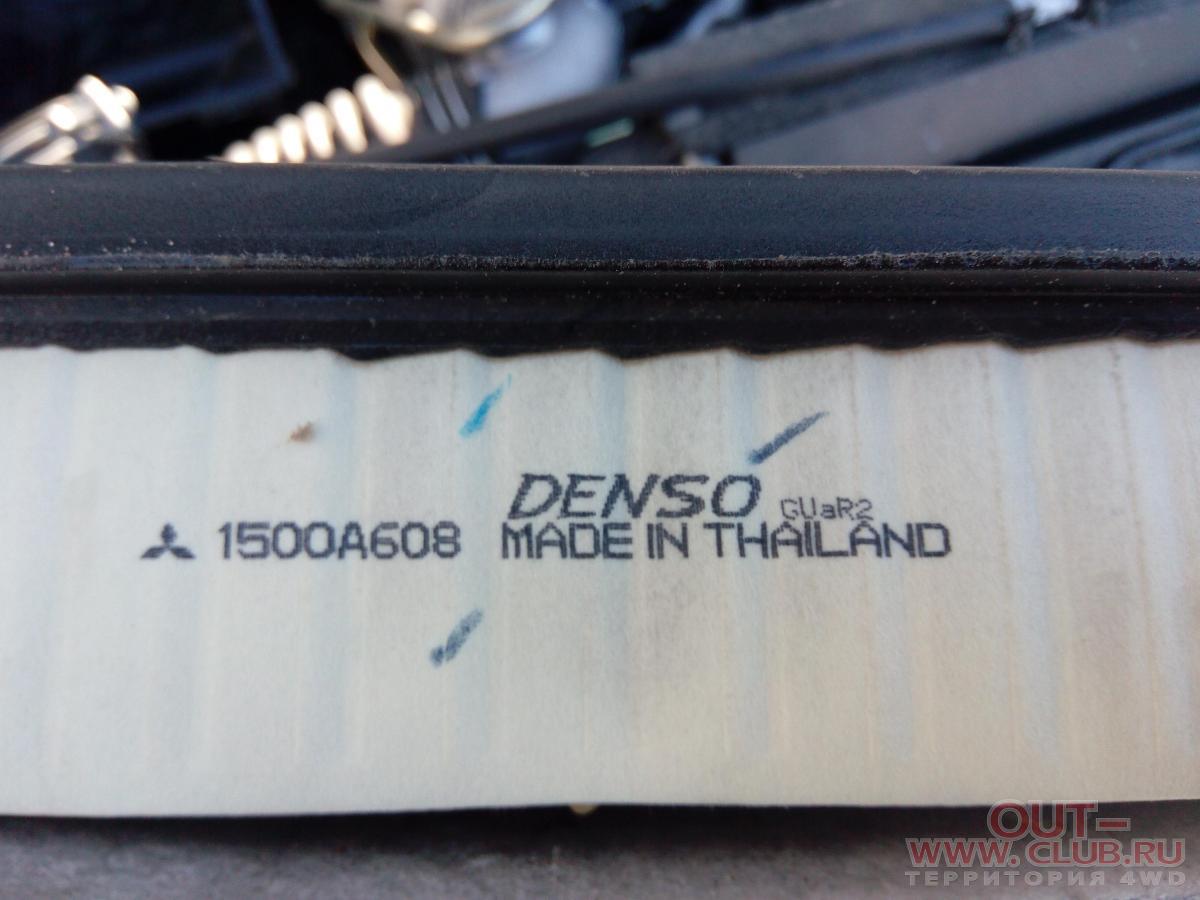 DENSO GUaR2
1500A608 MADE IN THAILAND
OUT-
WWW.CLUB.RU
ТЕРРИТОРИЯ 4WD